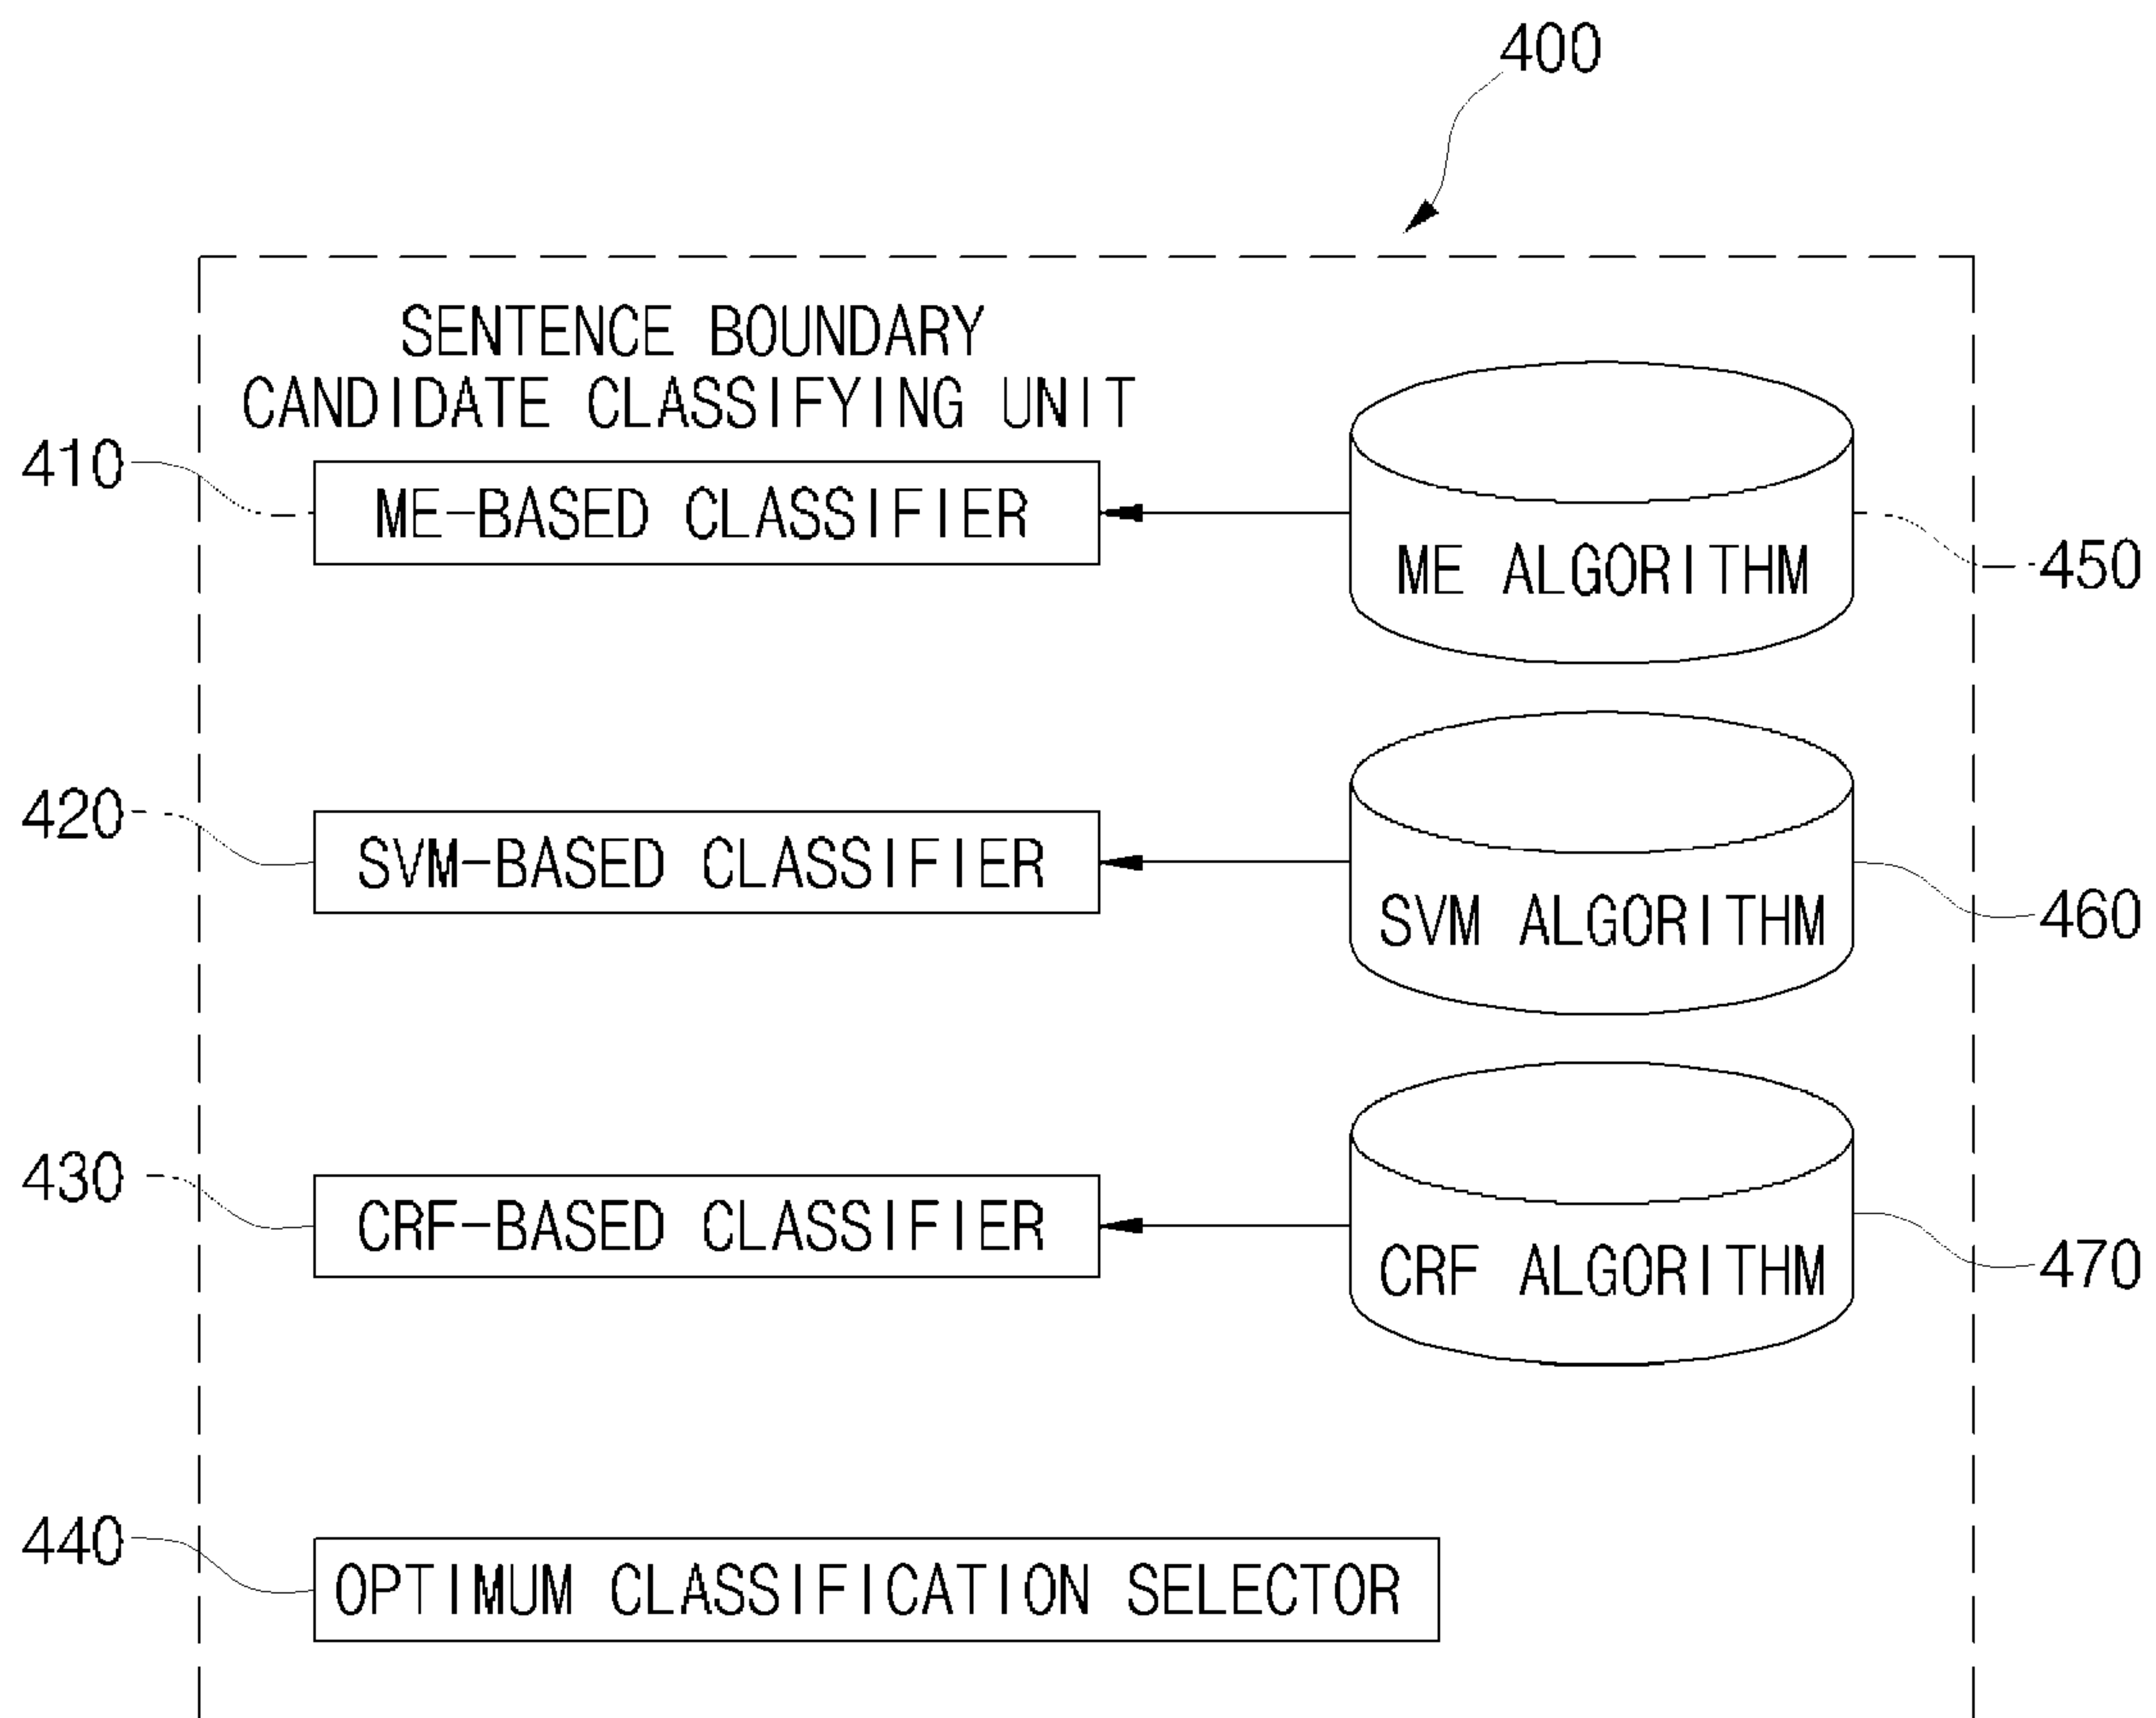 400
SENTENCE BOUNDARY
CANDIDATE CLASSIFYING UNIT
410
ME-BASED CLASSIFIER
ME ALGORITHM
450
420
SVM-BASED CLASSIFIER
SVM ALGORITHM
460
430
CRF-BASED CLASSIFIER
CRF ALGORITHM
470
440
OPTIMUM CLASSIFICATION SELECTOR